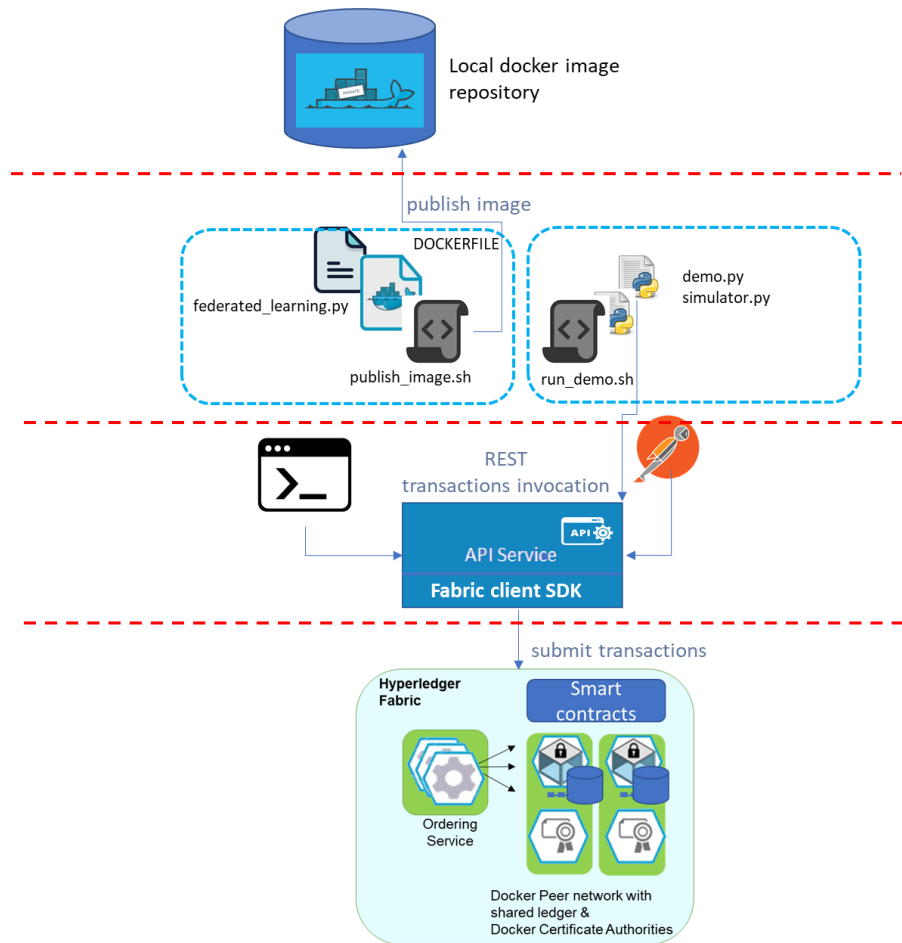 PRIVATE
Local docker image
repository
publish image
DOCKERFILE
federated_learning.py
publish_image.sh
demo.py
simulator.py
run_demo.sh
REST
transactions invocation
API
API Service
Fabric client SDK
submit transactions
Hyperledger
Fabric
Smart
contracts
Ordering
Service
Docker Peer network with
shared ledger &
Docker Certificate Authorities